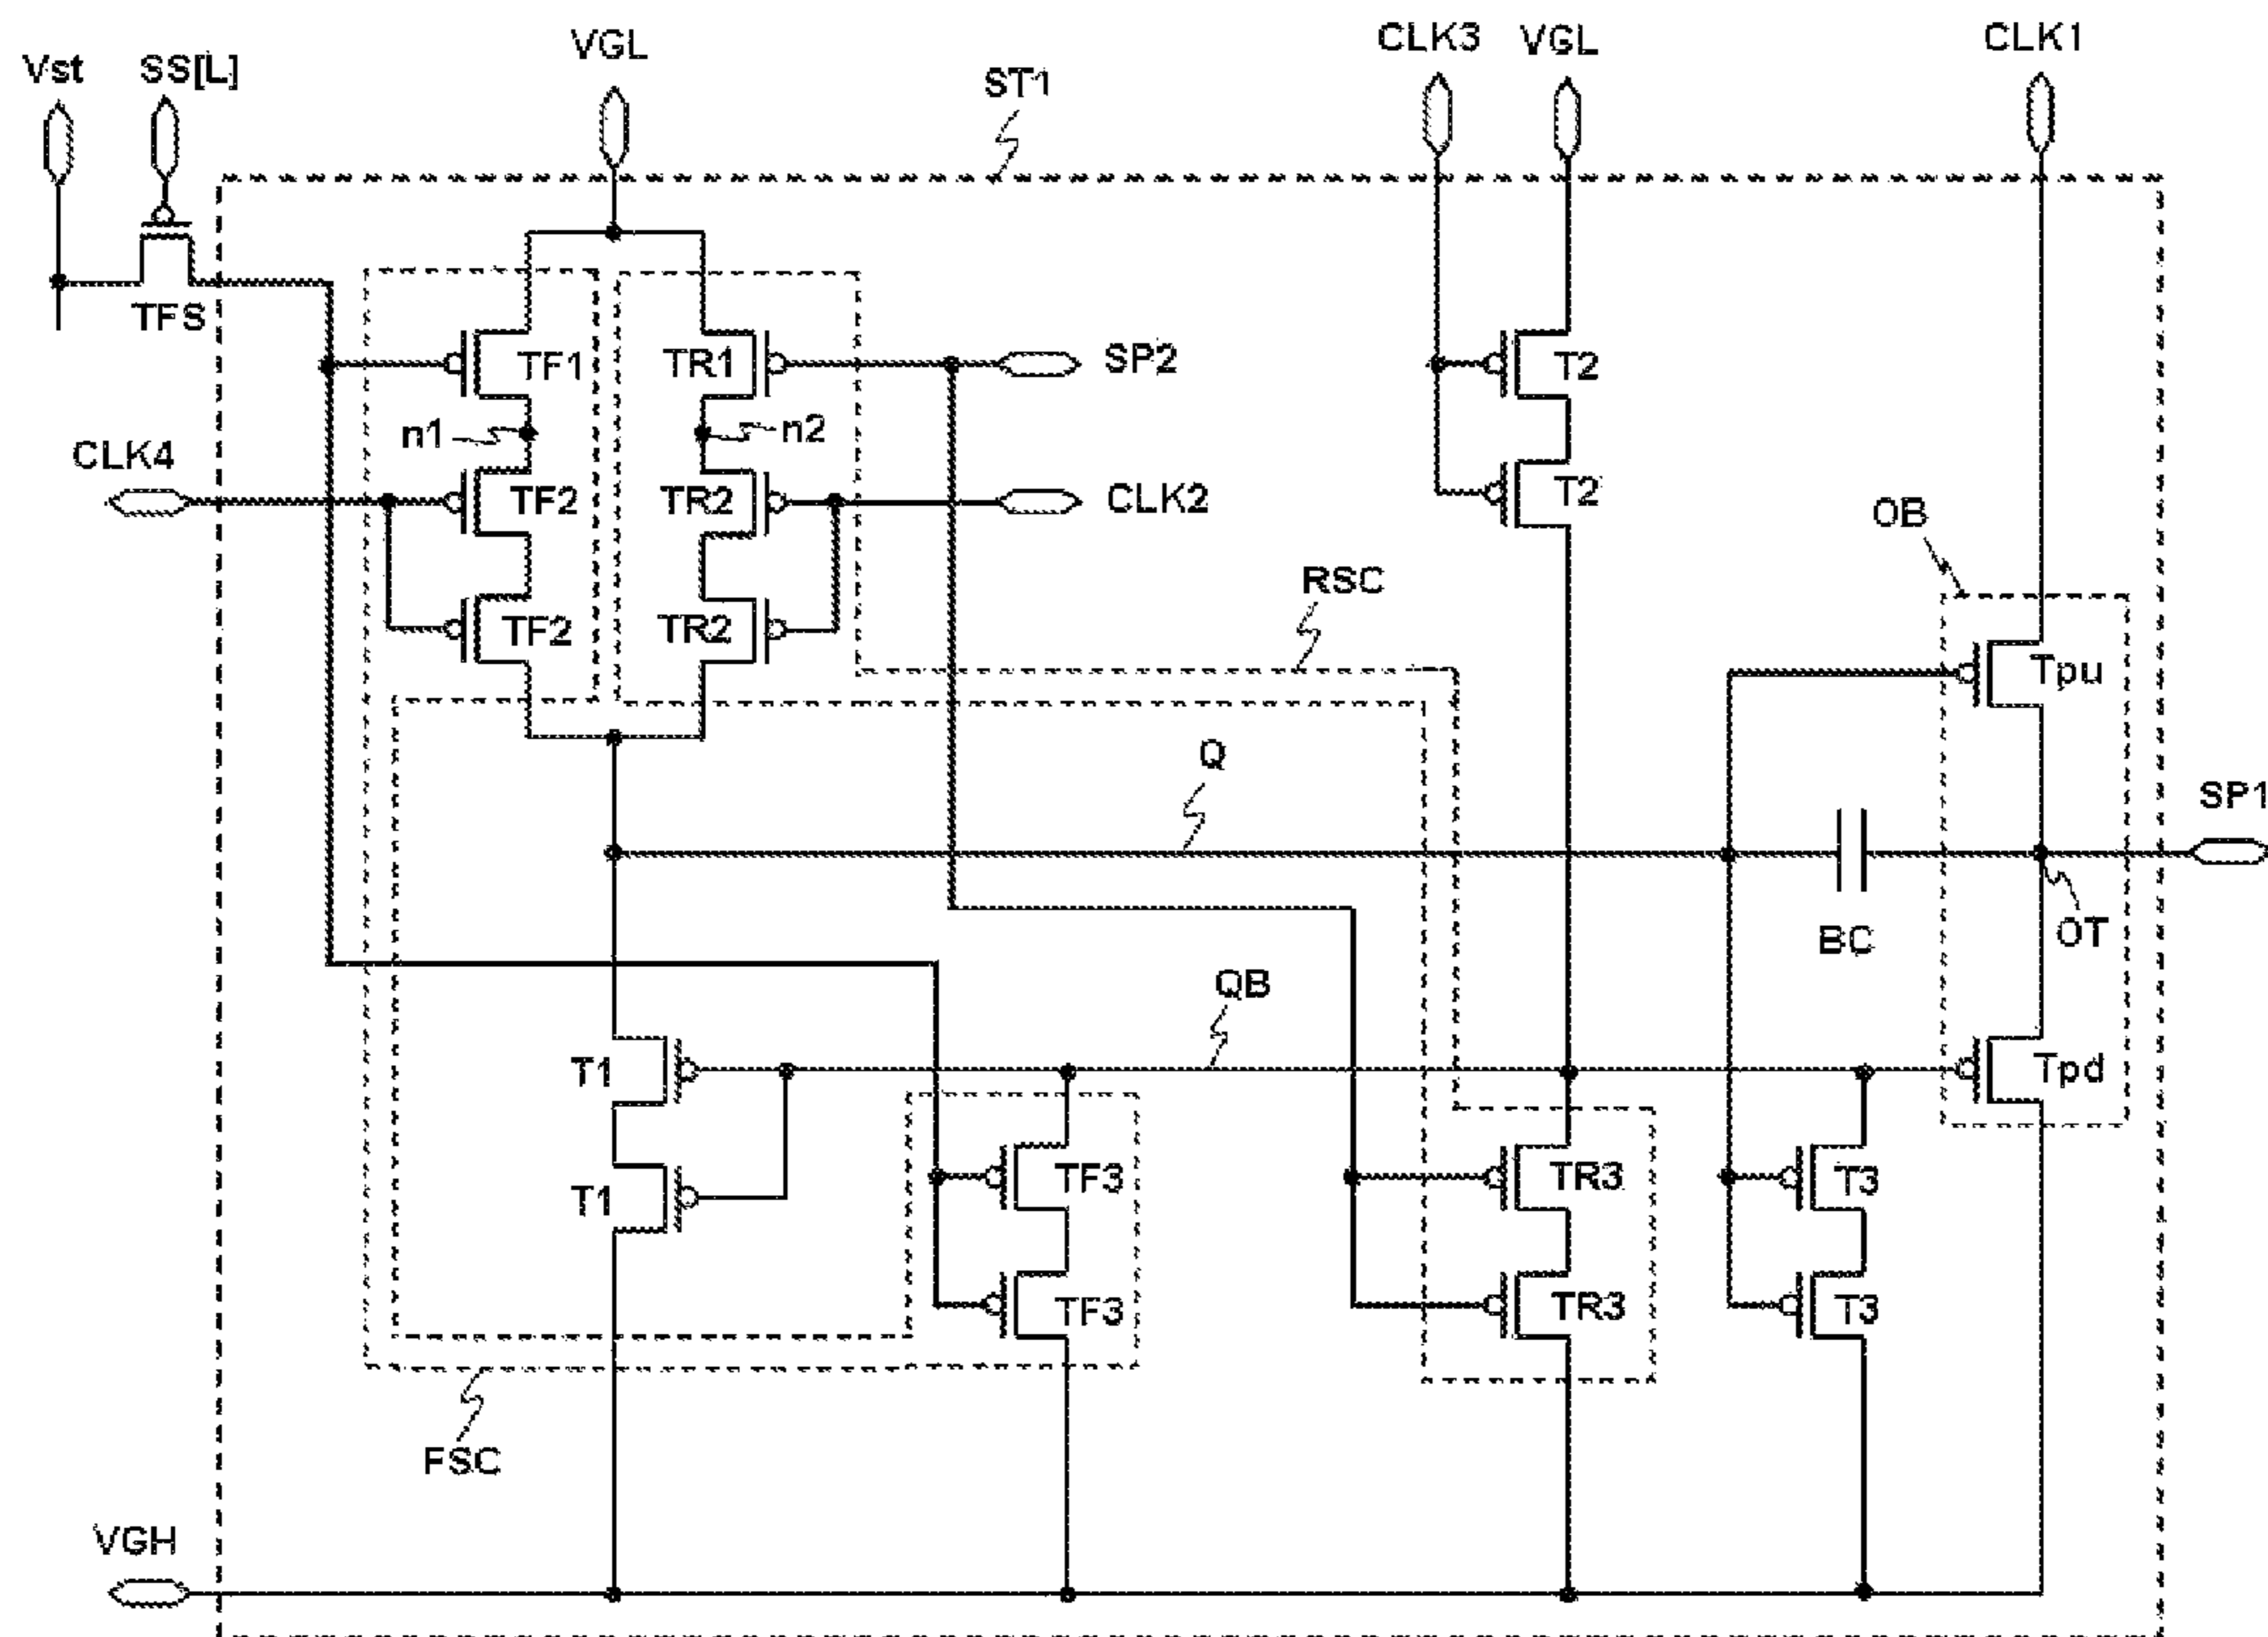 Vst
SS[L]
VGL
ST1
CLK3
VGL
CLK1
TFS
TF1
TR1
SP2
T2
n1
n2
CLK4
TF2
TR2
CLK2
T2
OB
RSC
TF2
TR2
Tpu
Q
SP1
BC
OT
QB
T1
Tpd
T1
TF3
TR3
T3
TF3
TR3
T3
FSC
VGH